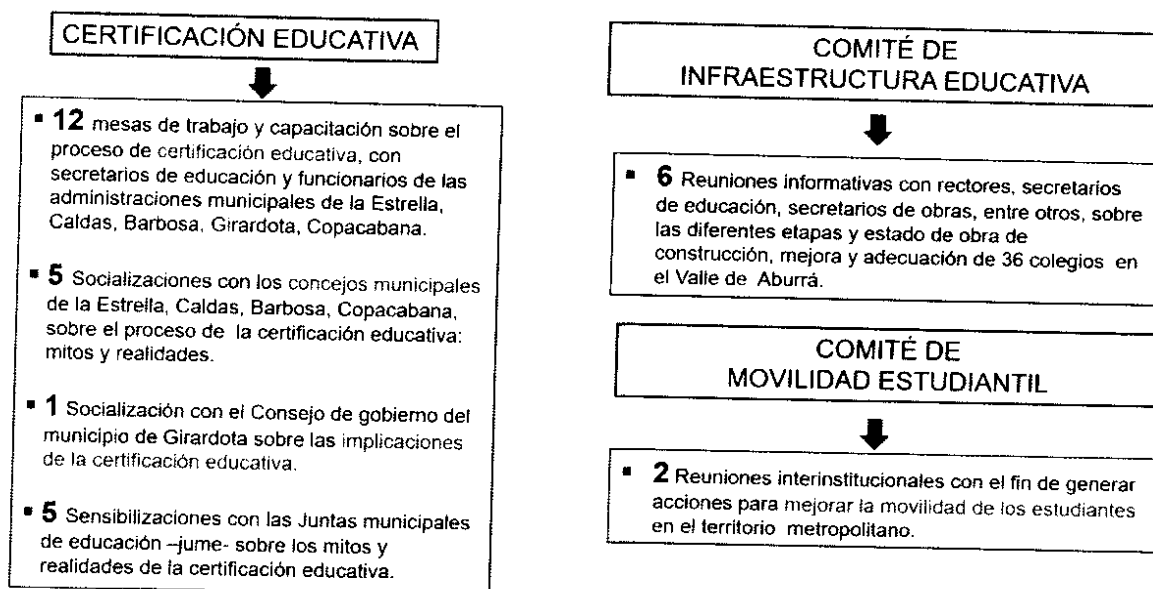 CERTIFICACIÓN EDUCATIVA
▪ 12 mesas de trabajo y capacitación sobre el
proceso de certificación educativa, con
secretarios de educación y funcionarios de las
administraciones municipales de la Estrella,
Caldas, Barbosa, Girardota, Copacabana.
▪ 5 Socializaciones con los concejos municipales
de la Estrella, Caldas, Barbosa, Copacabana,
sobre el proceso de la certificación educativa:
mitos y realidades.
▪ 1 Socialización con el Consejo de gobierno del
municipio de Girardota sobre las implicaciones
de la certificación educativa.
▪ 5 Sensibilizaciones con las Juntas municipales
de educación –jume- sobre los mitos y
realidades de la certificación educativa.
COMITÉ DE
INFRAESTRUCTURA EDUCATIVA
▪ 6 Reuniones informativas con rectores, secretarios
de educación, secretarios de obras, entre otros, sobre
las diferentes etapas y estado de obra de
construcción, mejora y adecuación de 36 colegios en
el Valle de Aburrá.
COMITÉ DE
MOVILIDAD ESTUDIANTIL
▪ 2 Reuniones interinstitucionales con el fin de generar
acciones para mejorar la movilidad de los estudiantes
en el territorio metropolitano.